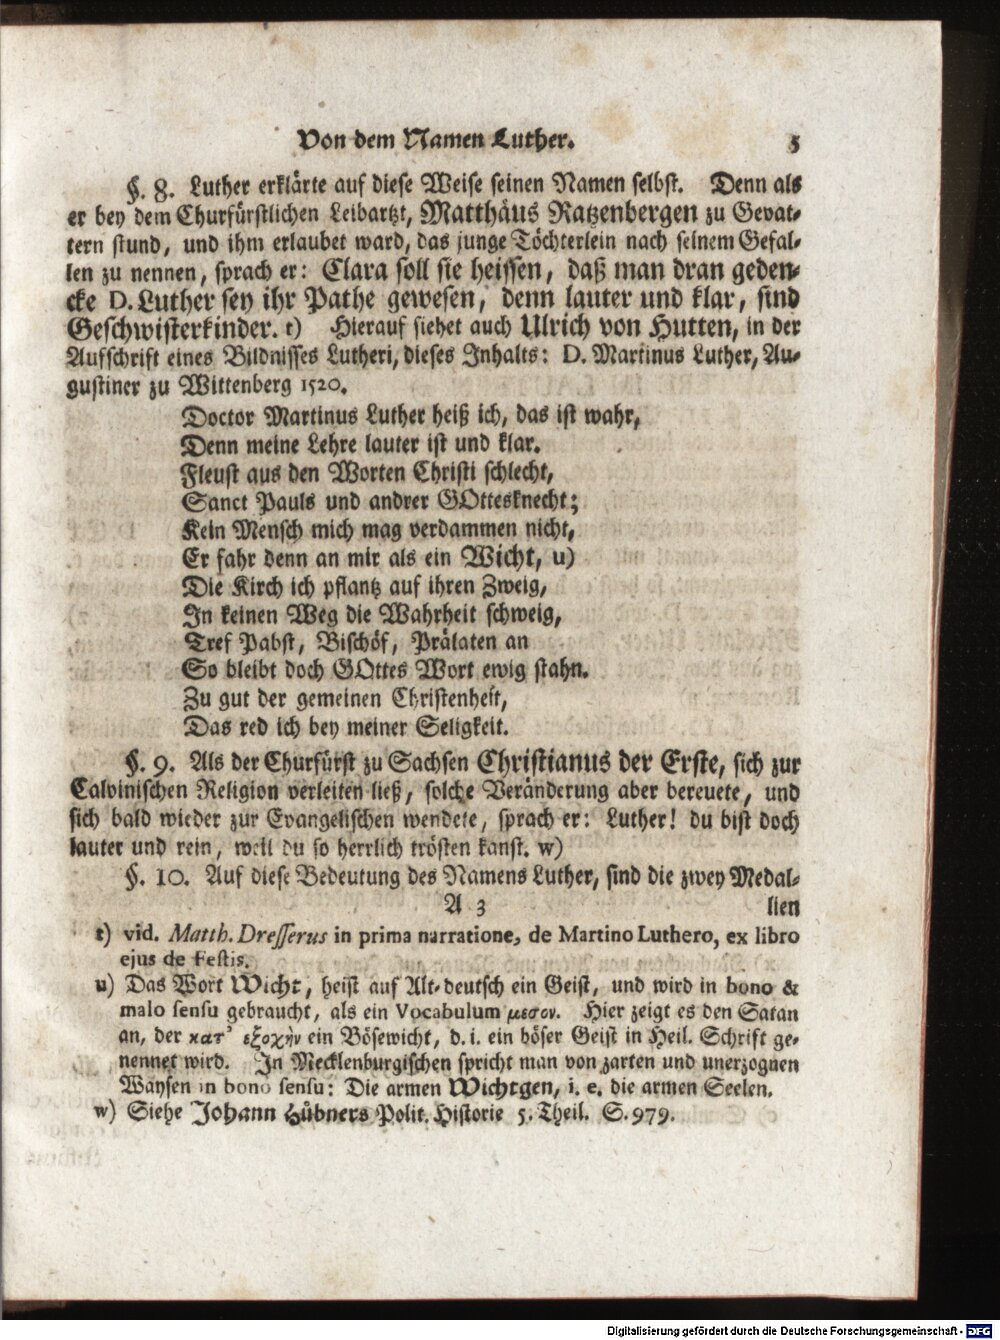 Von dem Namen Luther. 5
§. 8. Luther erklärte auf diese Weise seinen Namen selbst. Denn als
er bey dem Churfürstlichen Leibartzt, Matthäus Ratzenbergen zu Gevat-
tern stund, und ihm erlaubet ward, das junge Töchterlein nach seinem Gefal-
len zu nennen, sprach er: Clara soll sie heissen, daß man dran geden-
cke D. Luther sey ihr Pathe gewesen, denn lauter und klar, sind
Geschwisterkinder. t) Hierauf siehet auch Ulrich von Hutten, in der
Aufschrift eines Bildnisses Lutheri, dieses Inhalts: D. Martinus Luther, Au-
gustiner zu Wittenberg 1520.
Doctor Martinus Luther heiß ich, das ist wahr,
Denn meine Lehre lauter ist und klar.
Fleust aus den Worten Christi schlecht,
Sanct Pauls und andrer GOttesknecht;
Kein Mensch mich mag verdammen nicht,
Er fahr denn an mir als ein Wicht, u)
Die Kirch ich pflantz auf ihren Zweig,
In keinen Weg die Wahrheit schweig,
Tref Pabst, Bischöf, Prälaten an
So bleibt doch GOttes Wort ewig stahn.
Zu gut der gemeinen Christenheit,
Das red ich bey meiner Seligkeit.
§. 9. Als der Churfürst zu Sachsen Christianus der Erste, sich zur
Calvinischen Religion verleiten ließ, solche Veränderung aber bereuete, und
sich bald wieder zur Evangelischen wendete, sprach er: Luther! du bist doch
lauter und rein, weil du so herrlich trösten kanst. w)
§. 10. Auf diese Bedeutung des Namens Luther, sind die zwey Medal-
A 3 lien
t) vid. Matth. Dresserus in prima narratione, de Martino Luthero, ex libro
ejus de Festis.
u) Das Wort Wicht, heist auf Alt-deutsch ein Geist, und wird in bono &
malo sensu gebraucht, als ein Vocabulum μεσον. Hier zeigt es den Satan
an, der κατ' εξοχὴν ein Bösewicht, d. i. ein böser Geist in Heil. Schrift ge-
nennet wird. In Mecklenburgischen spricht man von zarten und unerzognen
Waysen in bono sensu: Die armen Wichtgen, i. e. die armen Seelen.
w) Siehe Johann Hübners Polit. Historie 5. Theil. S. 979.
Digitalisierung gefördert durch die Deutsche Forschungsgemeinschaft - DFG